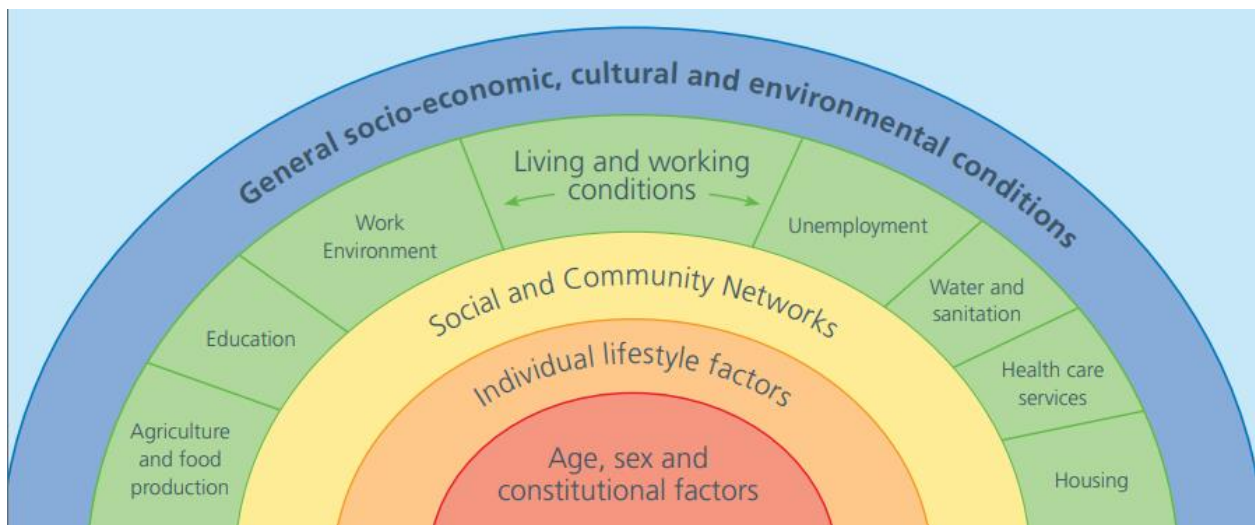 General socio-economic, cultural and environmental conditions
Living and working
conditions
Agriculture
and food
production
Education
Work
Environment
Unemployment
Water and
sanitation
Health care
services
Housing
Social and Community Networks
Individual lifestyle factors
Age, sex and
constitutional factors